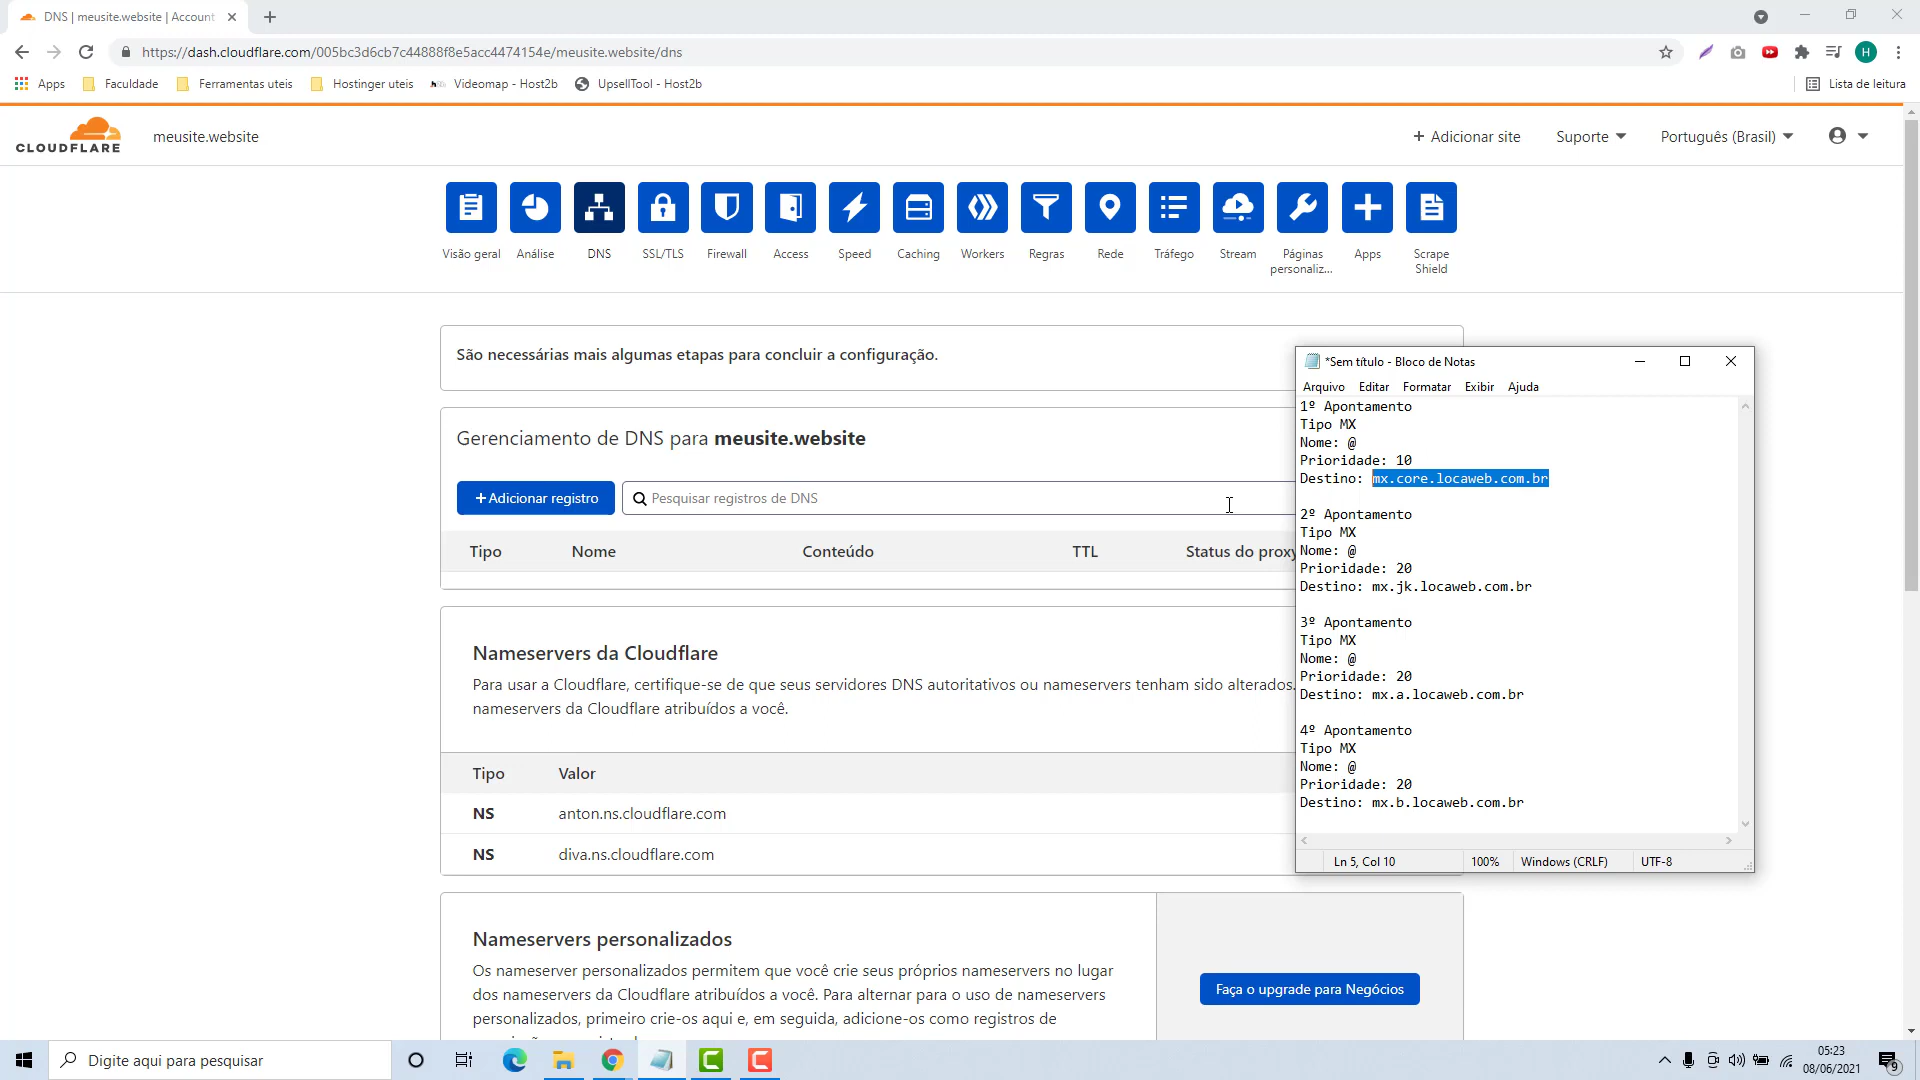 DNS | meusite.website | Account
https://dash.cloudflare.com/005bc3d6cb7c44888f8e5acc4474154e/meusite.website/dns
H
Apps
Faculdade
Ferramentas uteis
Hostinger uteis
Videomap - Host2b
UpsellTool - Host2b
Lista de leitura
CLOUDFLARE
meusite.website
+ Adicionar site
Suporte
Português (Brasil)
Visão geral
Análise
DNS
SSL/TLS
Firewall
Access
Speed
Caching
Workers
Regras
Rede
Tráfego
Stream
Páginas personaliz...
Apps
Scrape Shield
São necessárias mais algumas etapas para concluir a configuração.
Gerenciamento de DNS para meusite.website
+Adicionar registro
Pesquisar registros de DNS
Tipo Nome Conteúdo TTL Status do proxy
Nameservers da Cloudflare
Para usar a Cloudflare, certifique-se de que seus servidores DNS autoritativos ou nameservers tenham sido alterados.
nameservers da Cloudflare atribuídos a você.
Tipo Valor
NS anton.ns.cloudflare.com
NS diva.ns.cloudflare.com
Nameservers personalizados
Os nameserver personalizados permitem que você crie seus próprios nameservers no lugar
dos nameservers da Cloudflare atribuídos a você. Para alternar para o uso de nameservers
personalizados, primeiro crie-os aqui e, em seguida, adicione-os como registros de
Faça o upgrade para Negócios
*Sem título - Bloco de Notas
Arquivo Editar Formatar Exibir Ajuda
1º Apontamento
Tipo MX
Nome: @
Prioridade: 10
Destino: mx.core.locaweb.com.br
2º Apontamento
Tipo MX
Nome: @
Prioridade: 20
Destino: mx.jk.locaweb.com.br
3º Apontamento
Tipo MX
Nome: @
Prioridade: 20
Destino: mx.a.locaweb.com.br
4º Apontamento
Tipo MX
Nome: @
Prioridade: 20
Destino: mx.b.locaweb.com.br
Ln 5, Col 10
100%
Windows (CRLF)
UTF-8
Digite aqui para pesquisar
05:23
08/06/2021
9